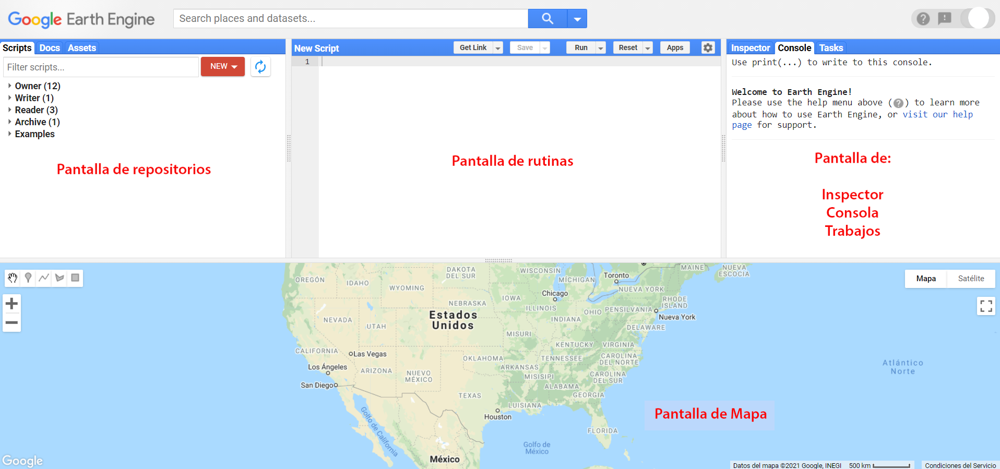 Google Earth Engine
Search places and datasets...
Scripts Docs Assets
Filter scripts...
NEW
Owner (12)
Writer (1)
Reader (3)
Archive (1)
Examples
Pantalla de repositorios
New Script
Get Link Save Run Reset Apps
1
Pantalla de rutinas
Inspector Console Tasks
Use print(...) to write to this console.
Welcome to Earth Engine!
Please use the help menu above (?) to learn more
about how to use Earth Engine, or visit our help
page for support.
Pantalla de:
Inspector
Consola
Trabajos
Mapa Satélite
OREGÓN
IDAHO
WYOMING
DAKOTA
DEL SUR
WISCONSIN
MÍCHIGAN
Toronto
MAINE
NUEVA
ESCOCIA
NUEVA YORK
Chicago
IOWA
NEBRASKA
ILLINOIS
INDIANA
OHIO
PENSILVANIA
RHODE
ISLAND
Nueva York
NEVADA
UTAH
Estados
Unidos
MISURI
DELAWARE
KENTUCKY
VIRGINIA
CALIFORNIA
Las Vegas
OKLAHOMA
TENNESSEE
CAROLINA
DEL NORTE
Los Ángeles
ARIZONA
NUEVO
MÉXICO
ARKANSAS
MISISIPI
CAROLINA
DEL SUR
San Diego
TEXAS
ALABAMA
GEORGIA
LUISIANA
Houston
FLORIDA
Golfo de California
Golfo de
México
México
Atlántico
Norte
Pantalla de Mapa
Google
Datos del mapa ©2021 Google, INEGI 500 km Condiciones del Servicio